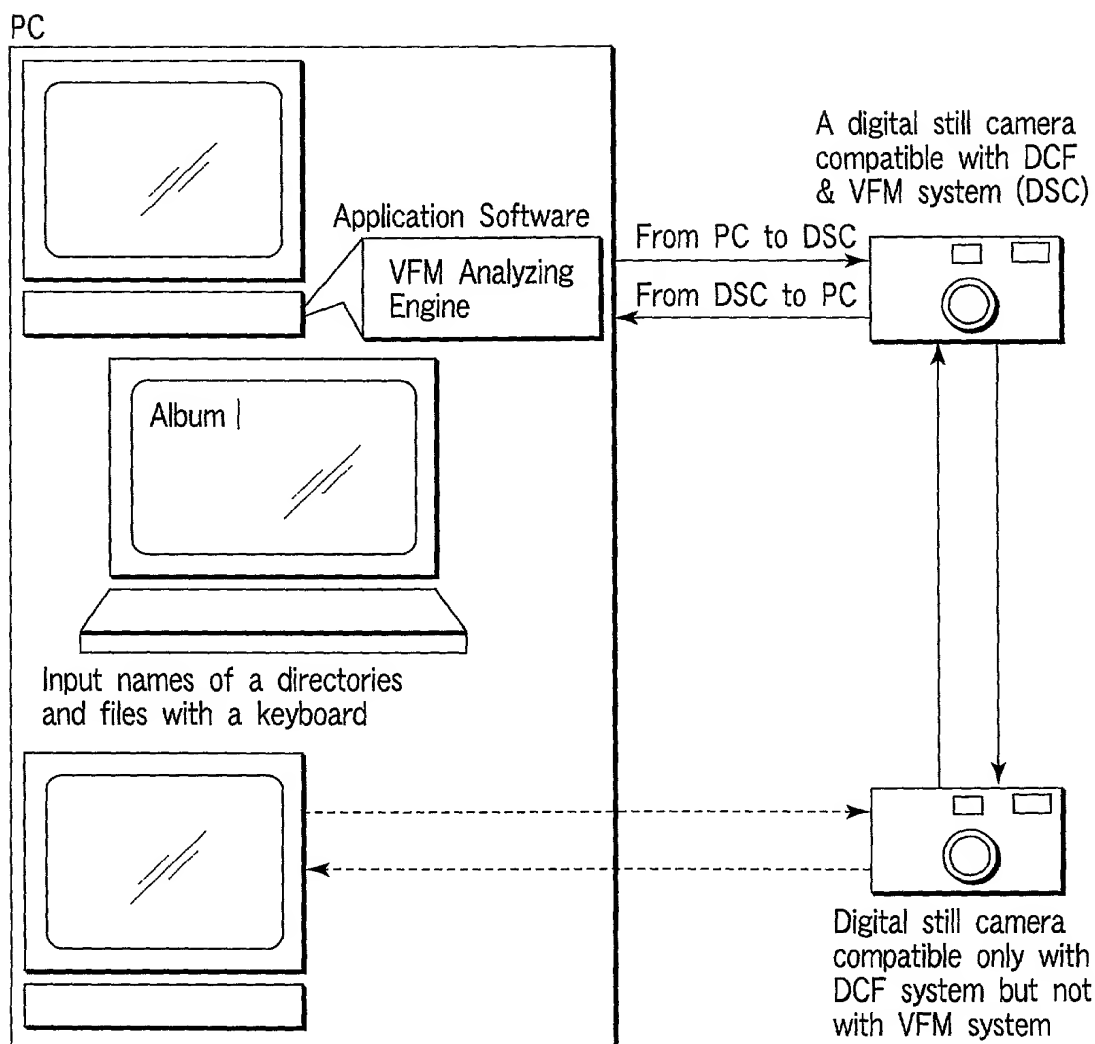 PC
A digital still camera
compatible with DCF
& VFM system (DSC)
Application Software
VFM Analyzing
Engine
From PC to DSC
From DSC to PC
Album
Input names of a directories
and files with a keyboard
Digital still camera
compatible only with
DCF system but not
with VFM system